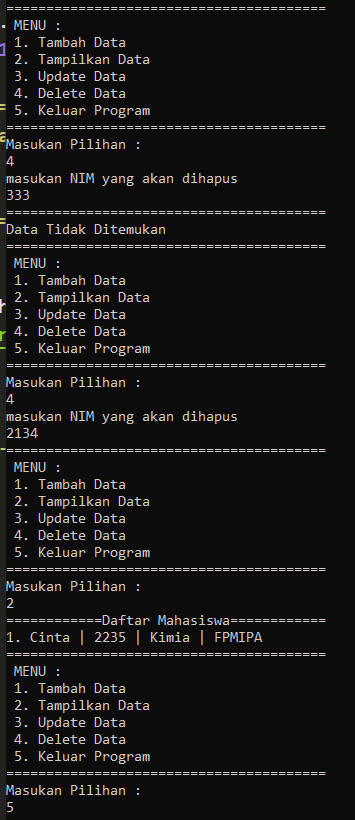 ========================================
MENU :
1. Tambah Data
2. Tampilkan Data
3. Update Data
4. Delete Data
5. Keluar Program
========================================
Masukan Pilihan :
4
masukan NIM yang akan dihapus
333
========================================
Data Tidak Ditemukan
========================================
MENU :
1. Tambah Data
2. Tampilkan Data
3. Update Data
4. Delete Data
5. Keluar Program
========================================
Masukan Pilihan :
4
masukan NIM yang akan dihapus
2134
========================================
MENU :
1. Tambah Data
2. Tampilkan Data
3. Update Data
4. Delete Data
5. Keluar Program
========================================
Masukan Pilihan :
2
============Daftar Mahasiswa============
1. Cinta | 2235 | Kimia | FPMIPA
========================================
MENU :
1. Tambah Data
2. Tampilkan Data
3. Update Data
4. Delete Data
5. Keluar Program
========================================
Masukan Pilihan :
5